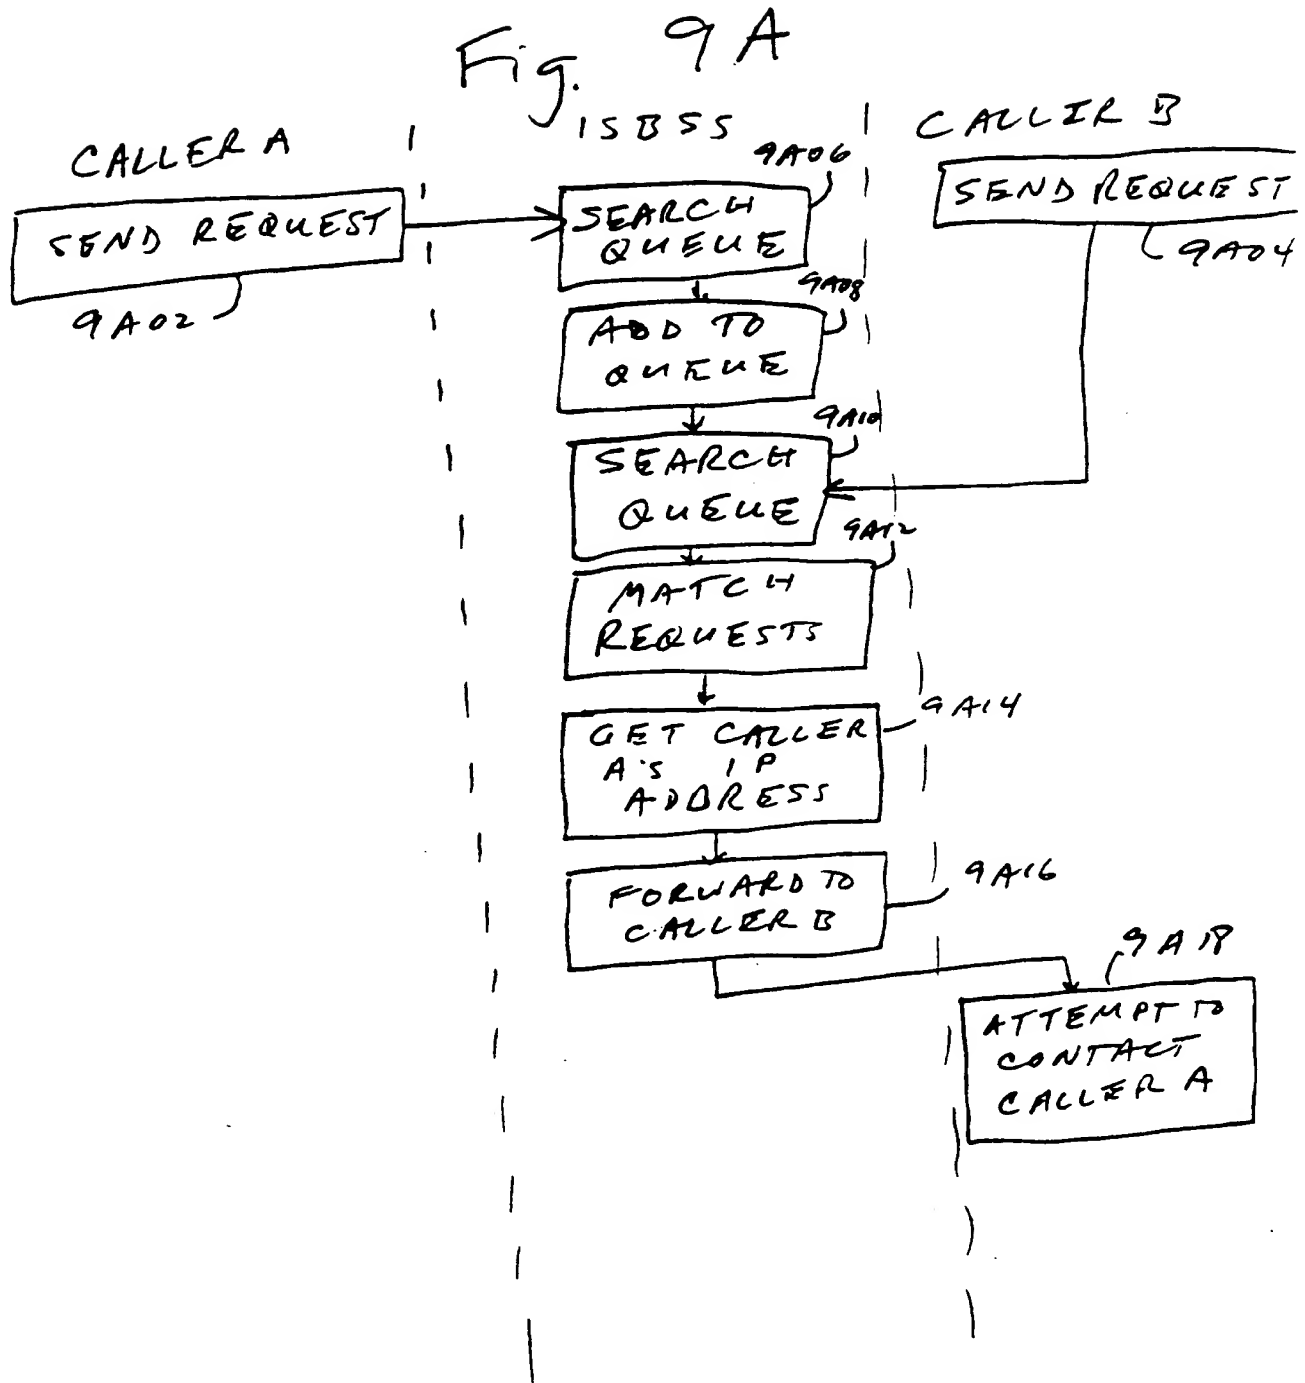 Fig. 9A
CALLER A
ISBSS
CALLER B
SEND REQUEST
9A02
9A06
SEARCH
QUEUE
SEND REQUEST
9A04
9A08
ADD TO
QUEUE
9A10
SEARCH
QUEUE
9A12
MATCH
REQUESTS
9A14
GET CALLER
A's IP
ADDRESS
9A16
FORWARD TO
CALLER B
9A18
ATTEMPT TO
CONTACT
CALLER A